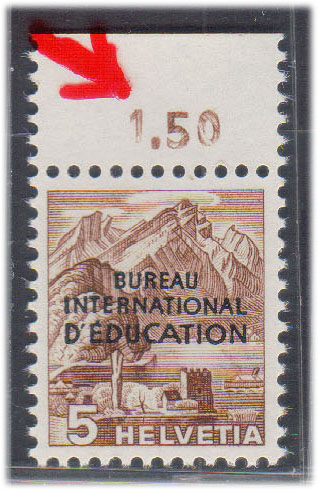 1.50
BUREAU
INTERNATIONAL
D'EDUCATION
5 HELVETIA